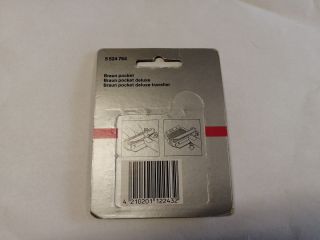 5 524 764
Braun pocket
Braun pocket deluxe
Braun pocket deluxe traveller
4 210201 122432